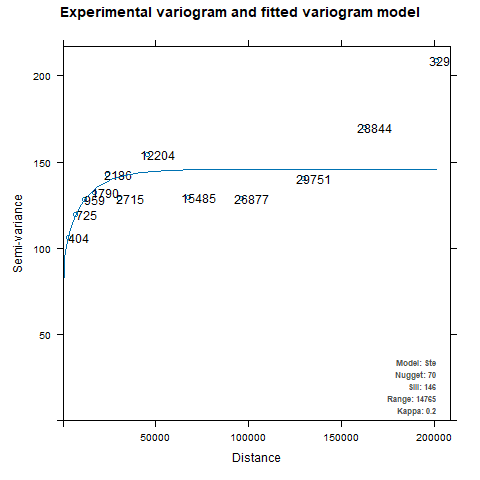 Experimental variogram and fitted variogram model
329
200
28844
150
12204
2186
29751
1790
959
2715
15485
26877
725
404
100
Semi-variance
50
Model: Ste
Nugget: 70
Sill: 146
Range: 14765
Kappa: 0.2
50000
100000
150000
200000
Distance